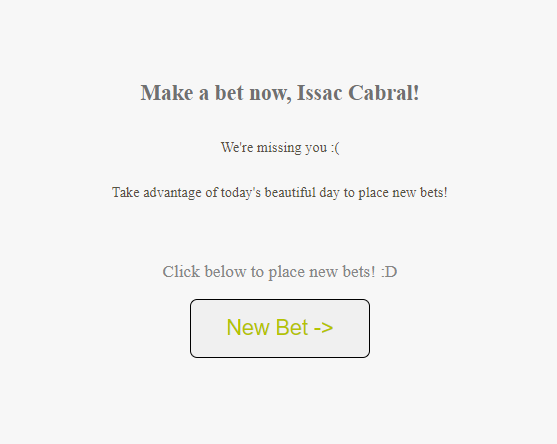 Make a bet now, Issac Cabral!
We're missing you :(
Take advantage of today's beautiful day to place new bets!
Click below to place new bets! :D
New Bet ->